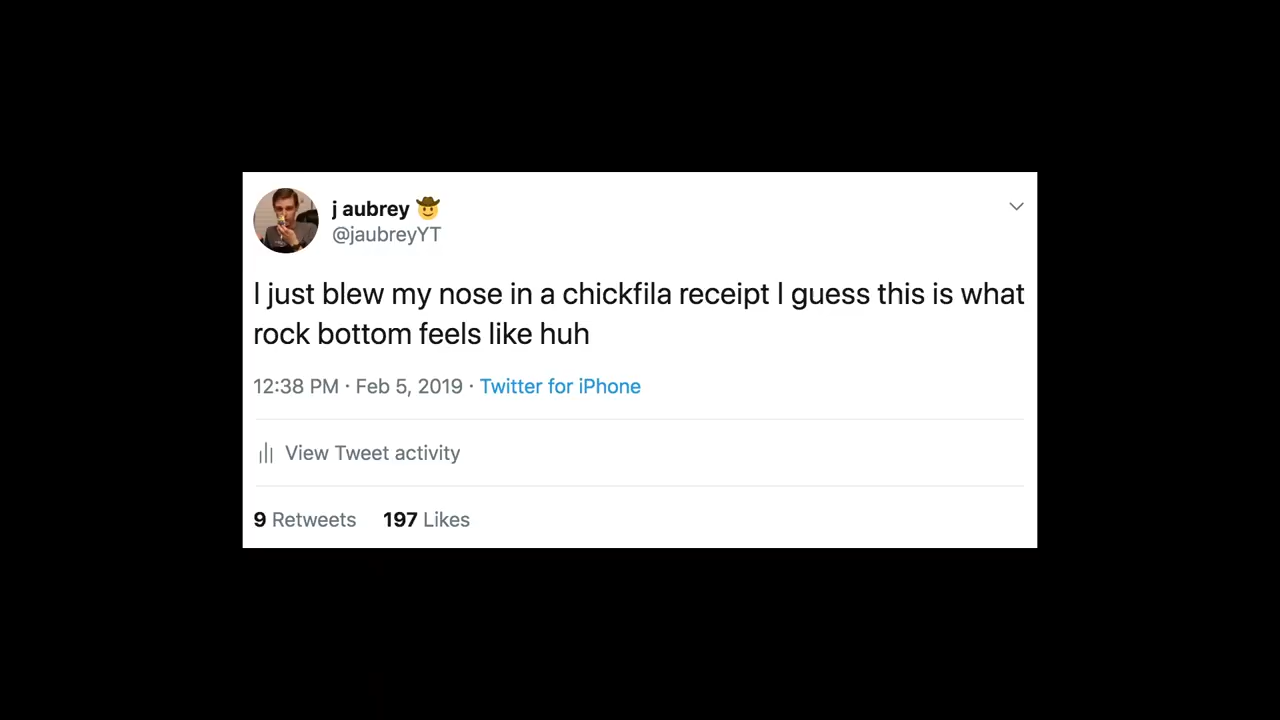 j aubrey 🤠
@jaubreyYT
I just blew my nose in a chickfila receipt I guess this is what
rock bottom feels like huh
12:38 PM · Feb 5, 2019 · Twitter for iPhone
View Tweet activity
9 Retweets 197 Likes